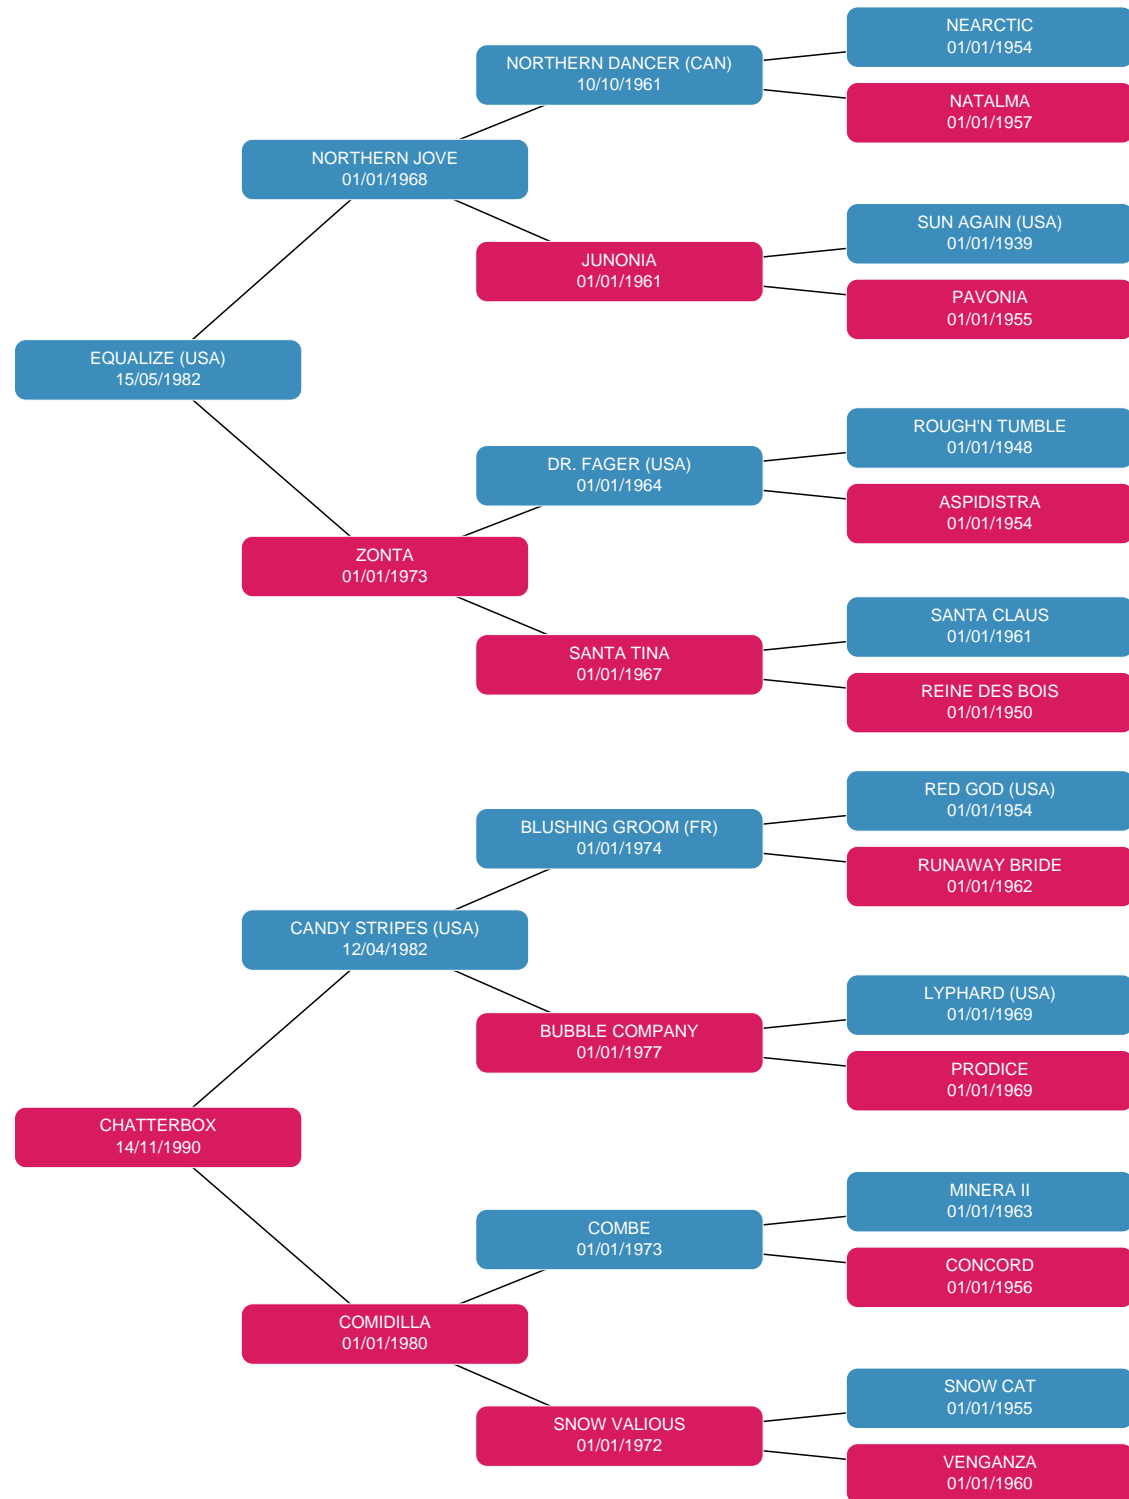 NEARCTIC
01/01/1954
NORTHERN DANCER (CAN)
10/10/1961
NATALMA
01/01/1957
NORTHERN JOVE
01/01/1968
SUN AGAIN (USA)
01/01/1939
JUNONIA
01/01/1961
PAVONIA
01/01/1955
EQUALIZE (USA)
15/05/1982
ROUGH'N TUMBLE
01/01/1948
DR. FAGER (USA)
01/01/1964
ASPIDISTRA
01/01/1954
ZONTA
01/01/1973
SANTA CLAUS
01/01/1961
SANTA TINA
01/01/1967
REINE DES BOIS
01/01/1950
RED GOD (USA)
01/01/1954
BLUSHING GROOM (FR)
01/01/1974
RUNAWAY BRIDE
01/01/1962
CANDY STRIPES (USA)
12/04/1982
LYPHARD (USA)
01/01/1969
BUBBLE COMPANY
01/01/1977
PRODICE
01/01/1969
CHATTERBOX
14/11/1990
MINERA II
01/01/1963
COMBE
01/01/1973
CONCORD
01/01/1956
COMIDILLA
01/01/1980
SNOW CAT
01/01/1955
SNOW VALIOUS
01/01/1972
VENGANZA
01/01/1960